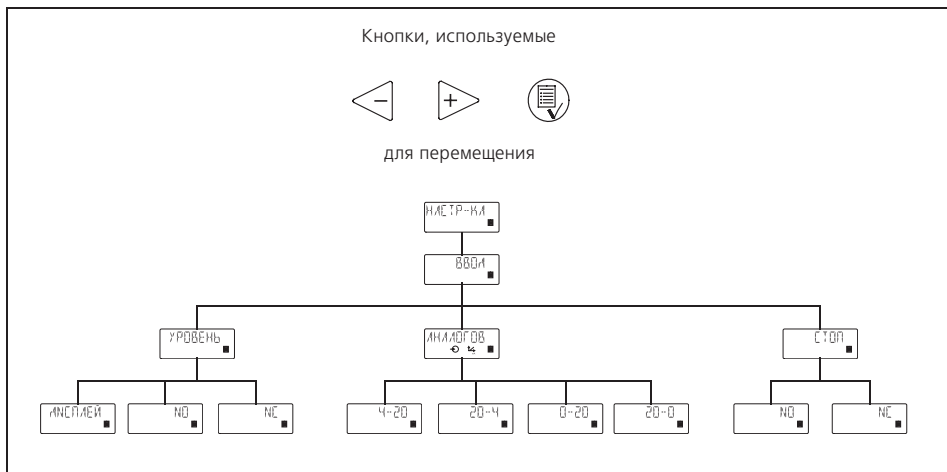 Кнопки, используемые
- +
для перемещения
НАСТР-КА
ВВОД
УРОВЕНЬ АНАЛОГОВ СТОП
ДИСПЛЕЙ NO NC 4-20 20-4 0-20 20-0 NO NC